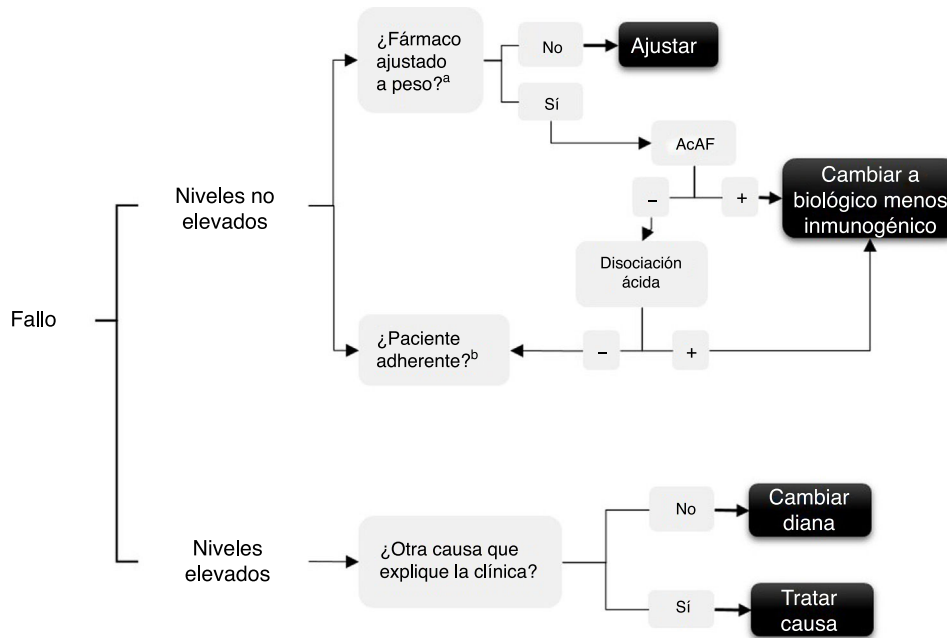 ¿Fármaco
ajustado
a peso?ᵃ
No
Ajustar
Sí
AcAF
−
+
Cambiar a
biológico menos
inmunogénico
Niveles no
elevados
Disociación
ácida
Fallo
¿Paciente
adherente?ᵇ
−
+
Niveles
elevados
¿Otra causa que
explique la clínica?
No
Cambiar
diana
Sí
Tratar
causa